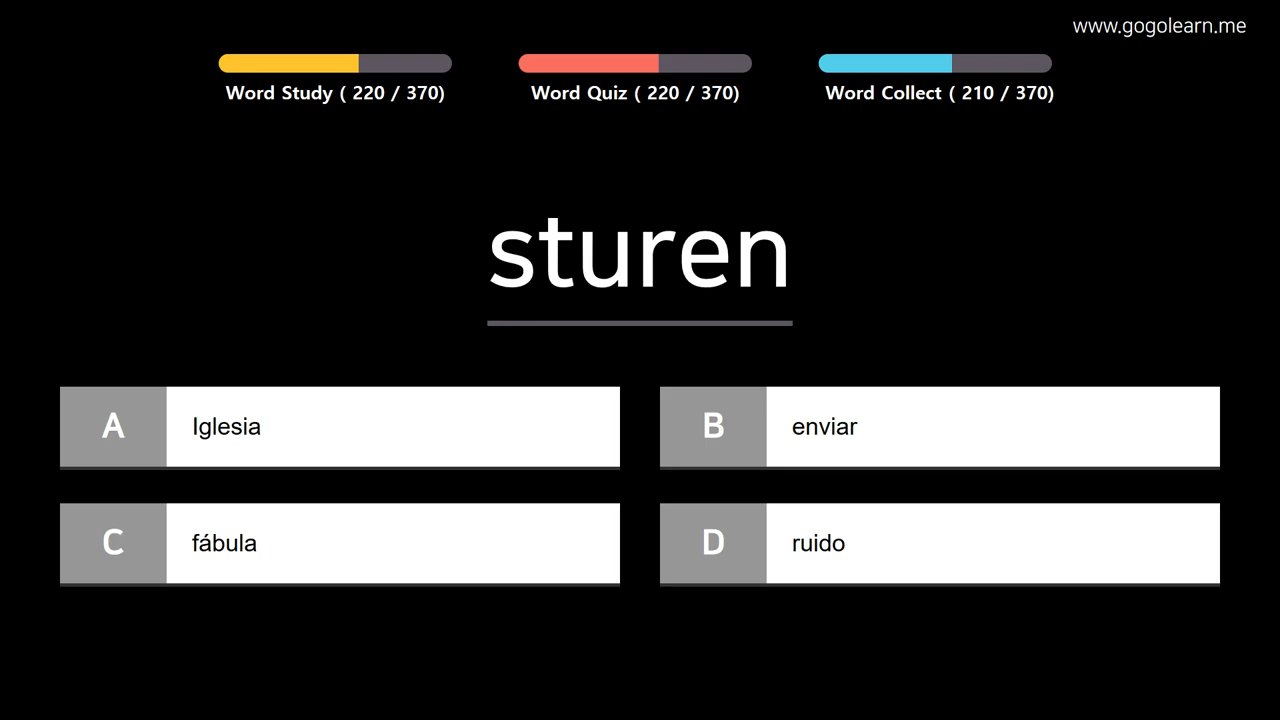 www.gogolearn.me
Word Study ( 220 / 370)
Word Quiz ( 220 / 370)
Word Collect ( 210 / 370)
sturen
A Iglesia
B enviar
C fábula
D ruido